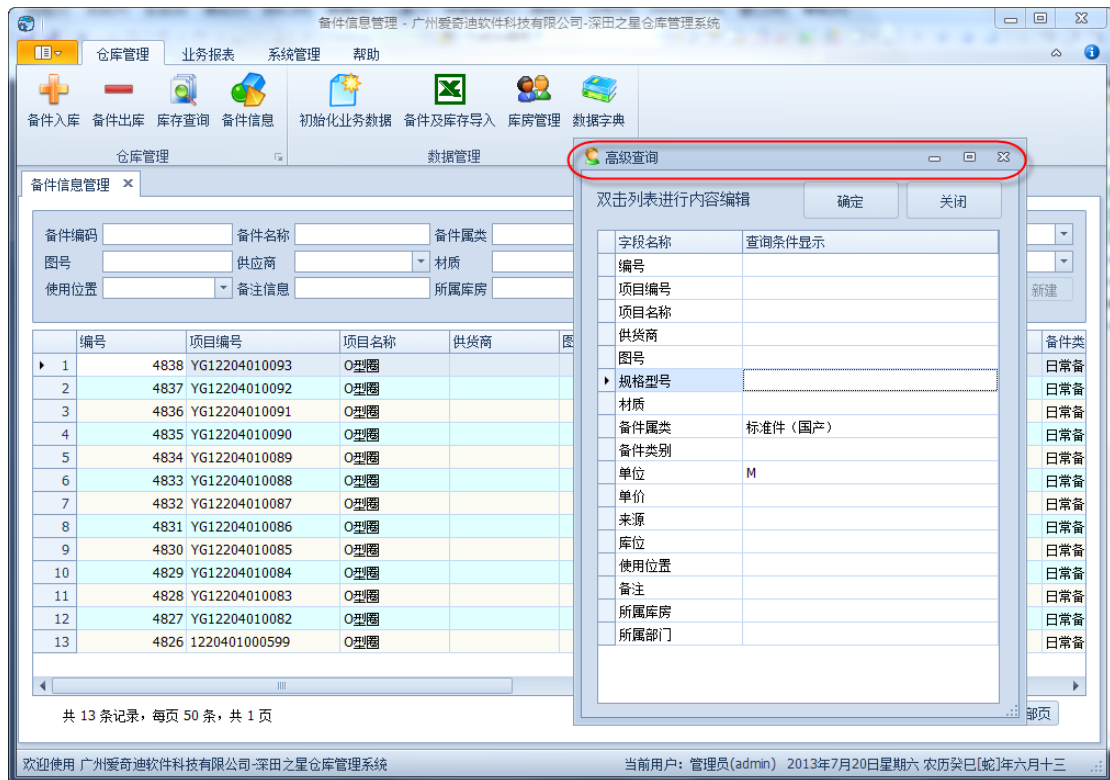 备件信息管理 - 广州爱奇迪软件科技有限公司-深田之星仓库管理系统
仓库管理 业务报表 系统管理 帮助
备件入库 备件出库 库存查询 备件信息 初始化业务数据 备件及库存导入 库房管理 数据字典
仓库管理 数据管理
备件信息管理
备件编码 备件名称 备件属类
图号 供应商 材质
使用位置 备注信息 所属库房 新建
编号 项目编号 项目名称 供货商 备件类
1 4838 YG12204010093 O型圈 日常备
2 4837 YG12204010092 O型圈 日常备
3 4836 YG12204010091 O型圈 日常备
4 4835 YG12204010090 O型圈 日常备
5 4834 YG12204010089 O型圈 日常备
6 4833 YG12204010088 O型圈 日常备
7 4832 YG12204010087 O型圈 日常备
8 4831 YG12204010086 O型圈 日常备
9 4830 YG12204010085 O型圈 日常备
10 4829 YG12204010084 O型圈 日常备
11 4828 YG12204010083 O型圈 日常备
12 4827 YG12204010082 O型圈 日常备
13 4826 1220401000599 O型圈 日常备
共 13 条记录，每页 50 条，共 1 页
部页
高级查询
双击列表进行内容编辑 确定 关闭
字段名称 查询条件显示
编号
项目编号
项目名称
供货商
图号
规格型号
材质
备件属类 标准件（国产）
备件类别
单位 M
单价
来源
库位
使用位置
备注
所属库房
所属部门
欢迎使用 广州爱奇迪软件科技有限公司-深田之星仓库管理系统 当前用户：管理员(admin) 2013年7月20日星期六 农历癸巳[蛇]年六月十三